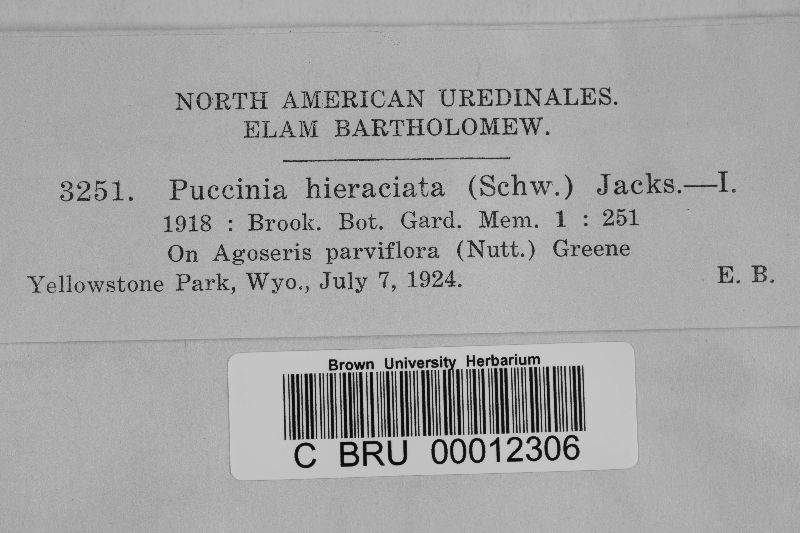 NORTH AMERICAN UREDINALES.
ELAM BARTHOLOMEW.
3251. Puccinia hieraciata (Schw.) Jacks.—I.
1918 : Brook. Bot. Gard. Mem. 1 : 251
On Agoseris parviflora (Nutt.) Greene
Yellowstone Park, Wyo., July 7, 1924. E. B.
Brown University Herbarium
C BRU 00012306